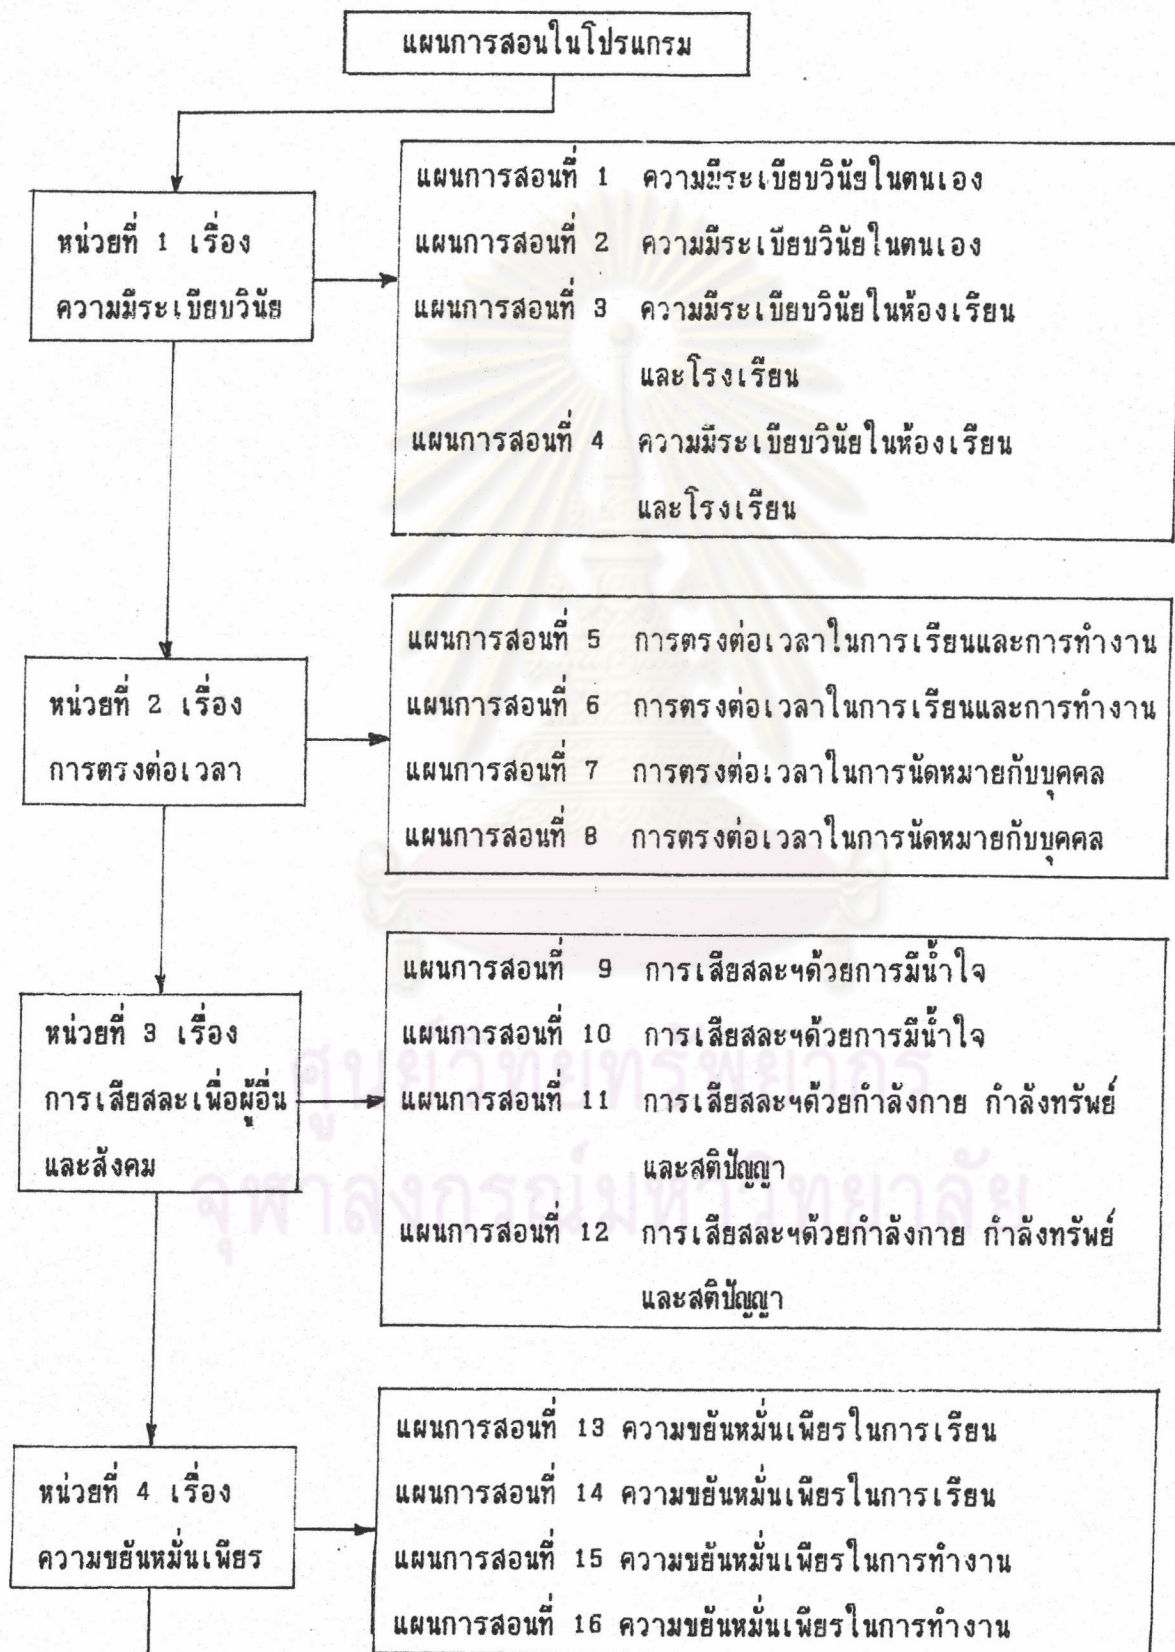 แผนการสอนในโปรแกรม
หน่วยที่ 1 เรื่อง
ความมีระเบียบวินัย
แผนการสอนที่ 1 ความมีระเบียบวินัยในตนเอง
แผนการสอนที่ 2 ความมีระเบียบวินัยในตนเอง
แผนการสอนที่ 3 ความมีระเบียบวินัยในห้องเรียน
และโรงเรียน
แผนการสอนที่ 4 ความมีระเบียบวินัยในห้องเรียน
และโรงเรียน
หน่วยที่ 2 เรื่อง
การตรงต่อเวลา
แผนการสอนที่ 5 การตรงต่อเวลาในการเรียนและการทำงาน
แผนการสอนที่ 6 การตรงต่อเวลาในการเรียนและการทำงาน
แผนการสอนที่ 7 การตรงต่อเวลาในการนัดหมายกับบุคคล
แผนการสอนที่ 8 การตรงต่อเวลาในการนัดหมายกับบุคคล
หน่วยที่ 3 เรื่อง
การเสียสละเพื่อผู้อื่น
และสังคม
แผนการสอนที่ 9 การเสียสละฯด้วยการมีน้ำใจ
แผนการสอนที่ 10 การเสียสละฯด้วยการมีน้ำใจ
แผนการสอนที่ 11 การเสียสละฯด้วยกำลังกาย กำลังทรัพย์
และสติปัญญา
แผนการสอนที่ 12 การเสียสละฯด้วยกำลังกาย กำลังทรัพย์
และสติปัญญา
ศูนย์วิทยทรัพยากร
จุฬาลงกรณ์มหาวิทยาลัย
หน่วยที่ 4 เรื่อง
ความขยันหมั่นเพียร
แผนการสอนที่ 13 ความขยันหมั่นเพียรในการเรียน
แผนการสอนที่ 14 ความขยันหมั่นเพียรในการเรียน
แผนการสอนที่ 15 ความขยันหมั่นเพียรในการทำงาน
แผนการสอนที่ 16 ความขยันหมั่นเพียรในการทำงาน